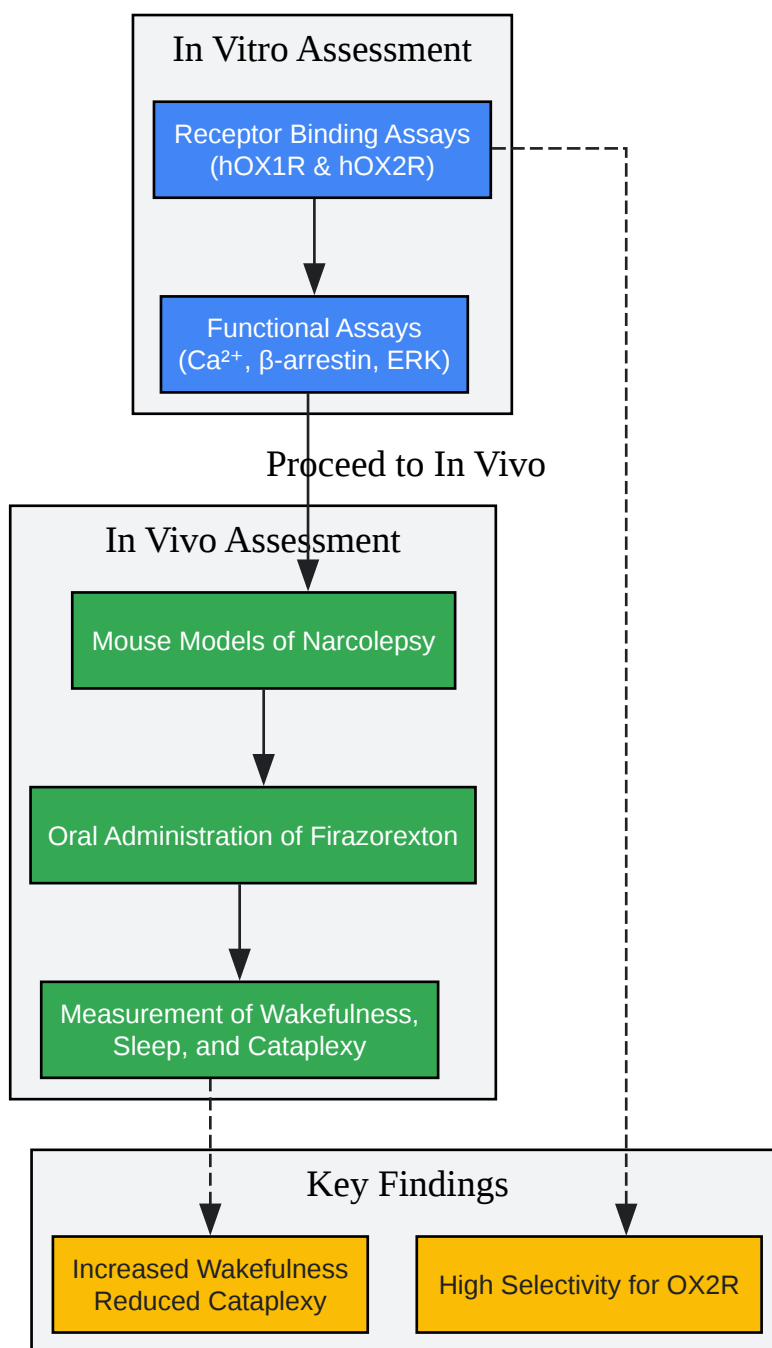 In Vitro Assessment
Receptor Binding Assays
(hOX1R & hOX2R)
Functional Assays
(Ca²⁺, β-arrestin, ERK)
Proceed to In Vivo
In Vivo Assessment
Mouse Models of Narcolepsy
Oral Administration of Firazorexton
Measurement of Wakefulness,
Sleep, and Cataplexy
Key Findings
Increased Wakefulness
Reduced Cataplexy
High Selectivity for OX2R